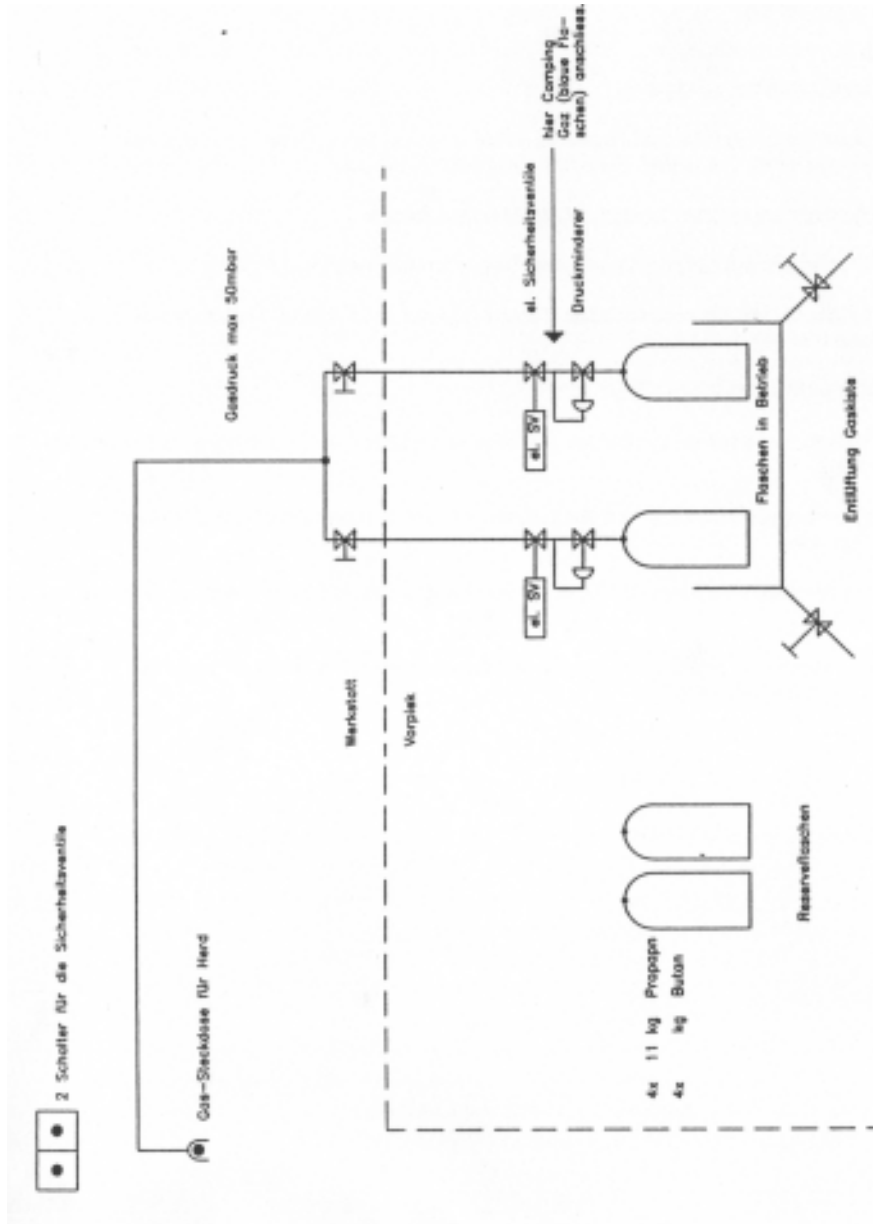 2 Schalter für die Sicherheitsventile
Gas-Steckdose für Herd
Gasdruck max 50mbar
Werkstatt
Vorpiek
el. SV
el. SV
el. Sicherheitsventile
hier Camping
Gaz (blaue Fla-
schen) anschliess.
Druckminderer
4x 11 kg Propapn
4x kg Butan
Flaschen in Betrieb
Reserveflaschen
Entlüftung Gaskiste